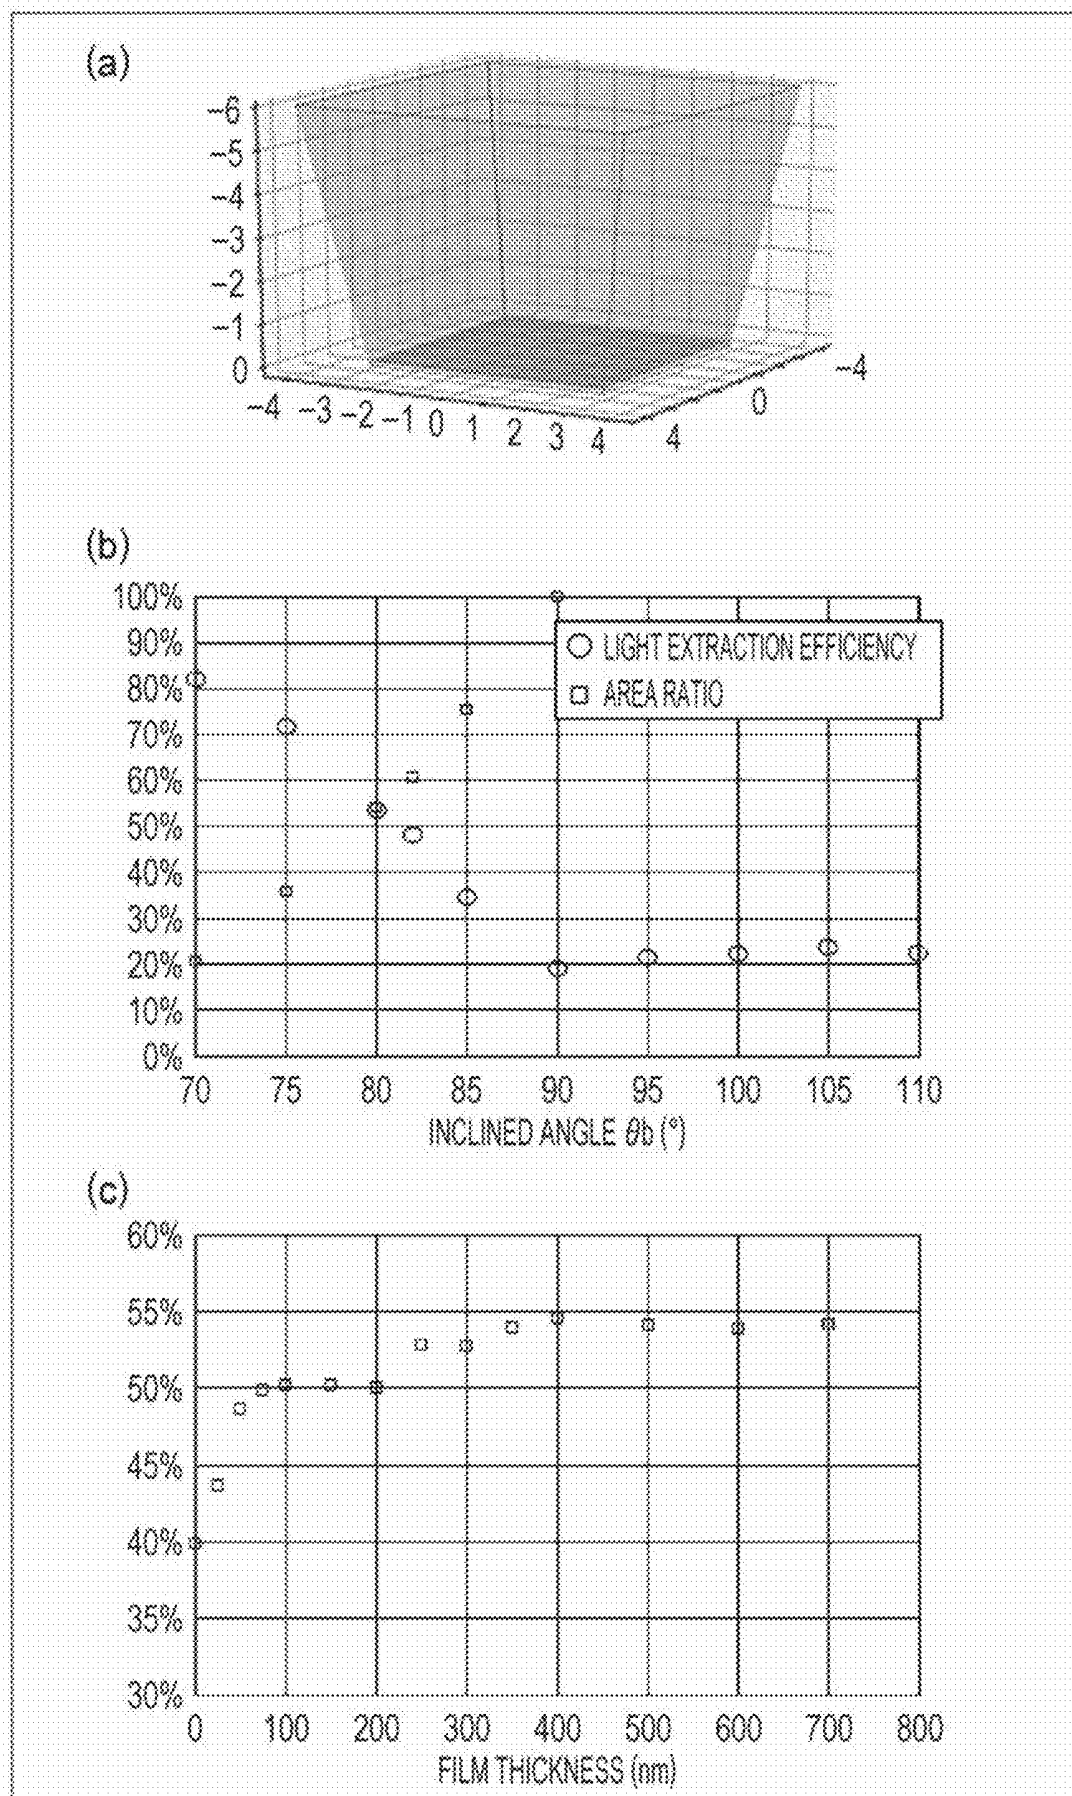 (a)
−6
−5
−4
−3
−2
−1
0
−4 −3 −2 −1 0 1 2 3 4
4 0 −4
(b)
100%
90%
80%
70%
60%
50%
40%
30%
20%
10%
0%
LIGHT EXTRACTION EFFICIENCY
AREA RATIO
70 75 80 85 90 95 100 105 110
INCLINED ANGLE θb (°)
(c)
60%
55%
50%
45%
40%
35%
30%
0 100 200 300 400 500 600 700 800
FILM THICKNESS (nm)